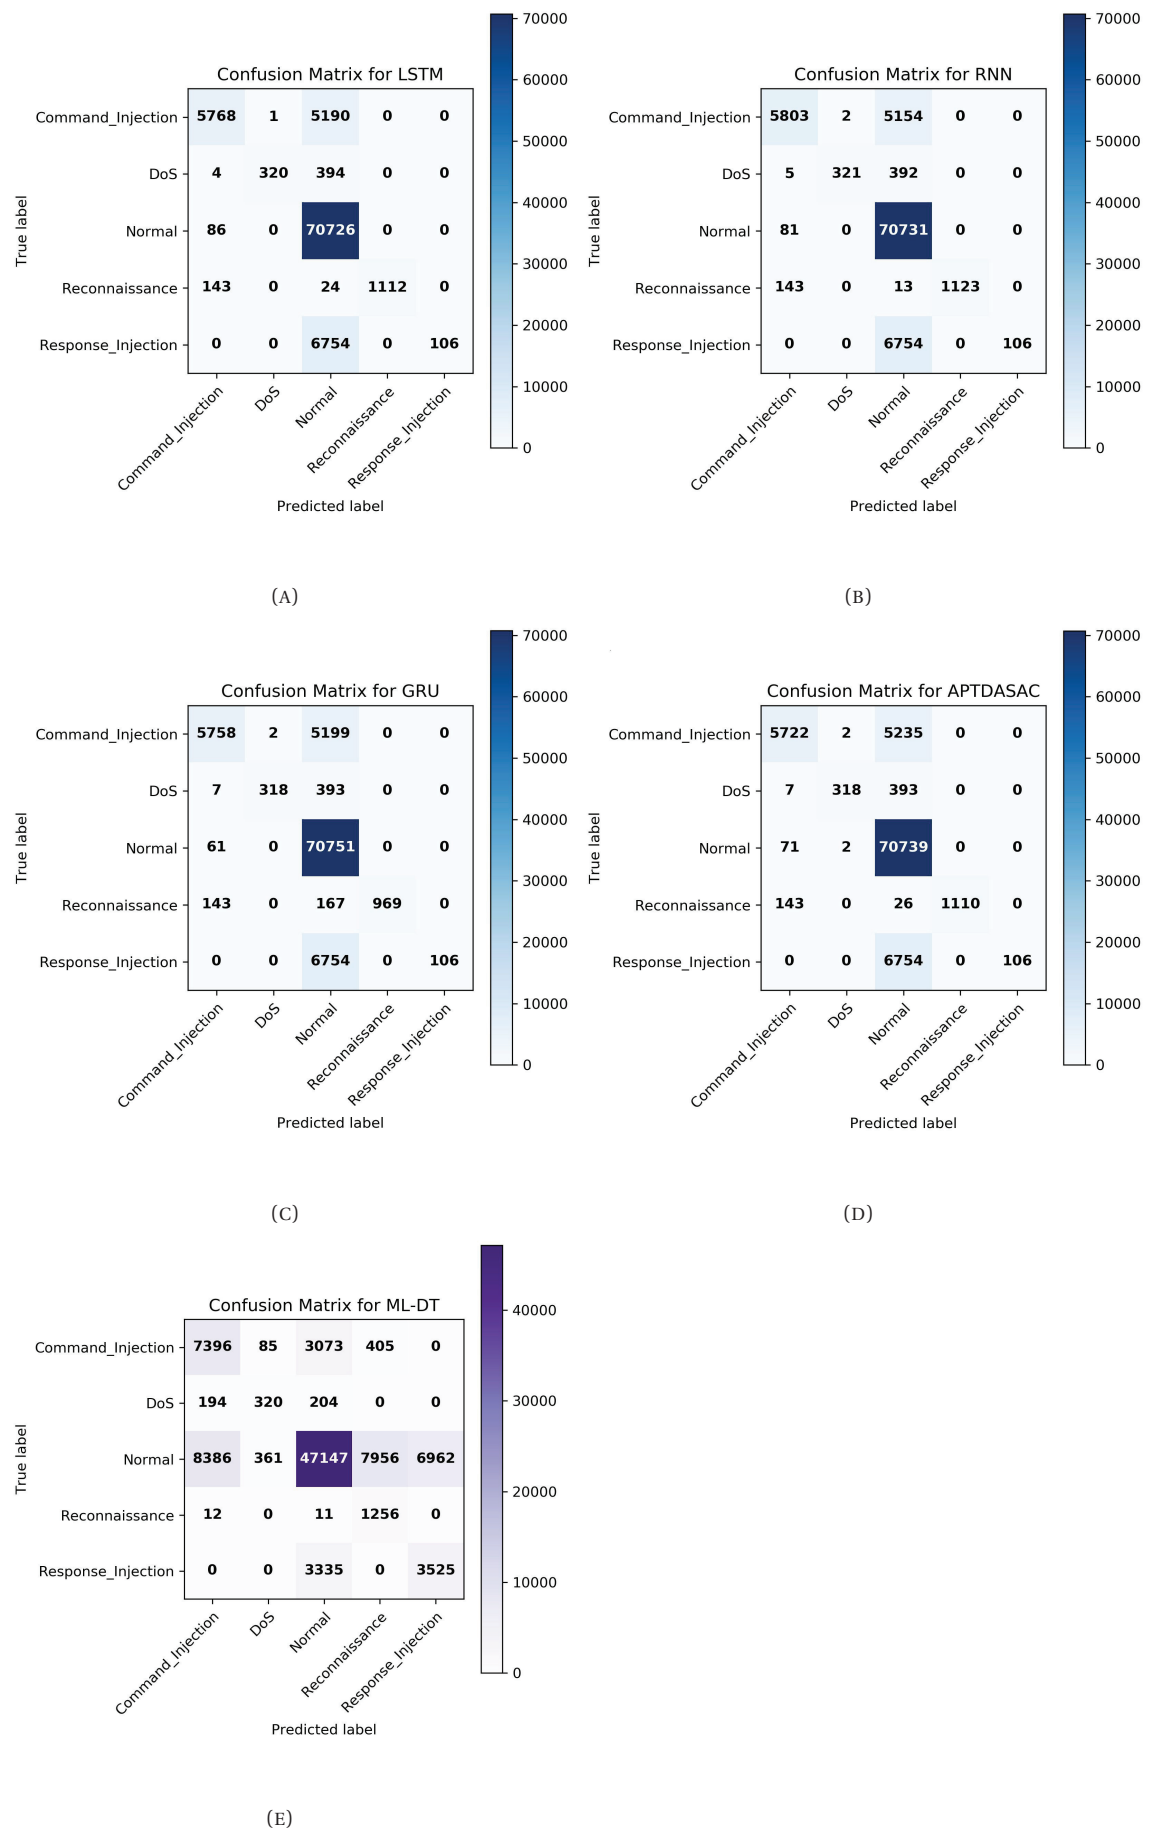 Confusion Matrix for LSTM
True label
Command_Injection 5768 1 5190 0 0
DoS 4 320 394 0 0
Normal 86 0 70726 0 0
Reconnaissance 143 0 24 1112 0
Response_Injection 0 0 6754 0 106
Command_Injection DoS Normal Reconnaissance Response_Injection
Predicted label
70000
60000
50000
40000
30000
20000
10000
0
(A)
Confusion Matrix for RNN
True label
Command_Injection 5803 2 5154 0 0
DoS 5 321 392 0 0
Normal 81 0 70731 0 0
Reconnaissance 143 0 13 1123 0
Response_Injection 0 0 6754 0 106
Command_Injection DoS Normal Reconnaissance Response_Injection
Predicted label
70000
60000
50000
40000
30000
20000
10000
0
(B)
Confusion Matrix for GRU
True label
Command_Injection 5758 2 5199 0 0
DoS 7 318 393 0 0
Normal 61 0 70751 0 0
Reconnaissance 143 0 167 969 0
Response_Injection 0 0 6754 0 106
Command_Injection DoS Normal Reconnaissance Response_Injection
Predicted label
70000
60000
50000
40000
30000
20000
10000
0
(C)
Confusion Matrix for APTDASAC
True label
Command_Injection 5722 2 5235 0 0
DoS 7 318 393 0 0
Normal 71 2 70739 0 0
Reconnaissance 143 0 26 1110 0
Response_Injection 0 0 6754 0 106
Command_Injection DoS Normal Reconnaissance Response_Injection
Predicted label
70000
60000
50000
40000
30000
20000
10000
0
(D)
Confusion Matrix for ML-DT
True label
Command_Injection 7396 85 3073 405 0
DoS 194 320 204 0 0
Normal 8386 361 47147 7956 6962
Reconnaissance 12 0 11 1256 0
Response_Injection 0 0 3335 0 3525
Command_Injection DoS Normal Reconnaissance Response_Injection
Predicted label
40000
30000
20000
10000
0
(E)